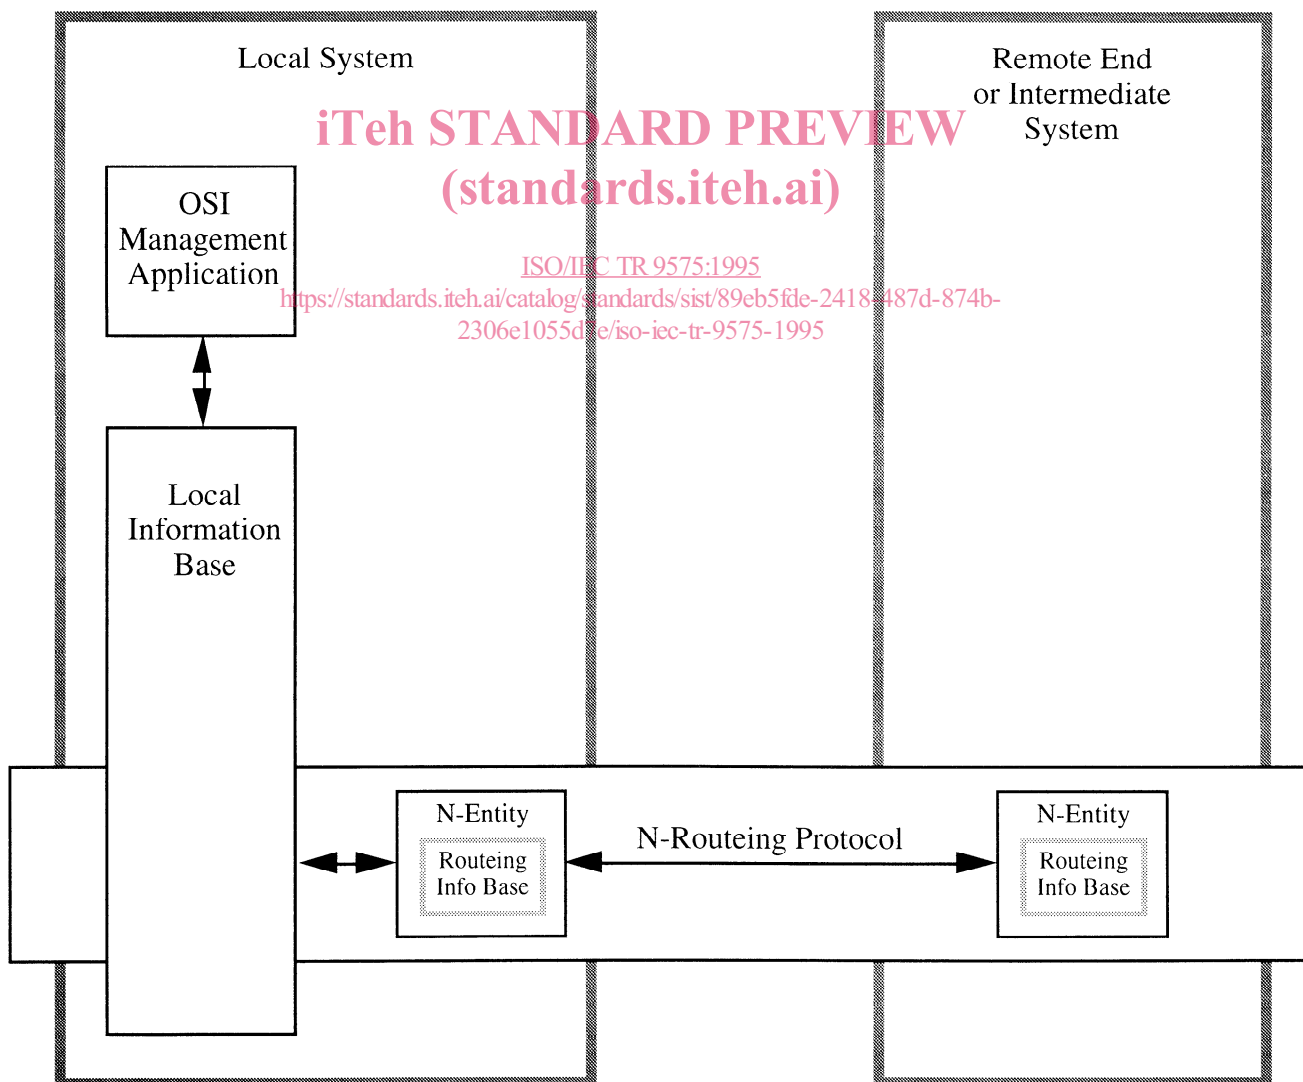 Local System
Remote End
or Intermediate
System
iTeh STANDARD PREVIEW
(standards.iteh.ai)
OSI
Management
Application
ISO/IEC TR 9575:1995
https://standards.iteh.ai/catalog/standards/sist/89eb5fde-2418-487d-874b-
2306e1055d7e/iso-iec-tr-9575-1995
Local
Information
Base
N-Entity
Routeing
Info Base
N-Routeing Protocol
N-Entity
Routeing
Info Base